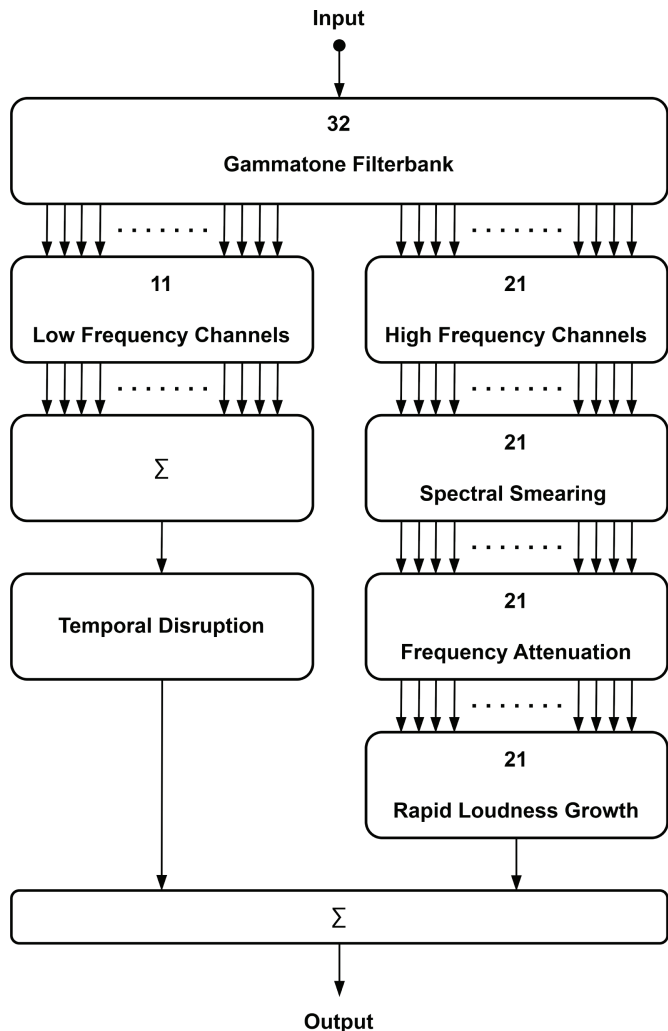 Input
32
Gammatone Filterbank
11
Low Frequency Channels
21
High Frequency Channels
∑
21
Spectral Smearing
Temporal Disruption
21
Frequency Attenuation
21
Rapid Loudness Growth
∑
Output